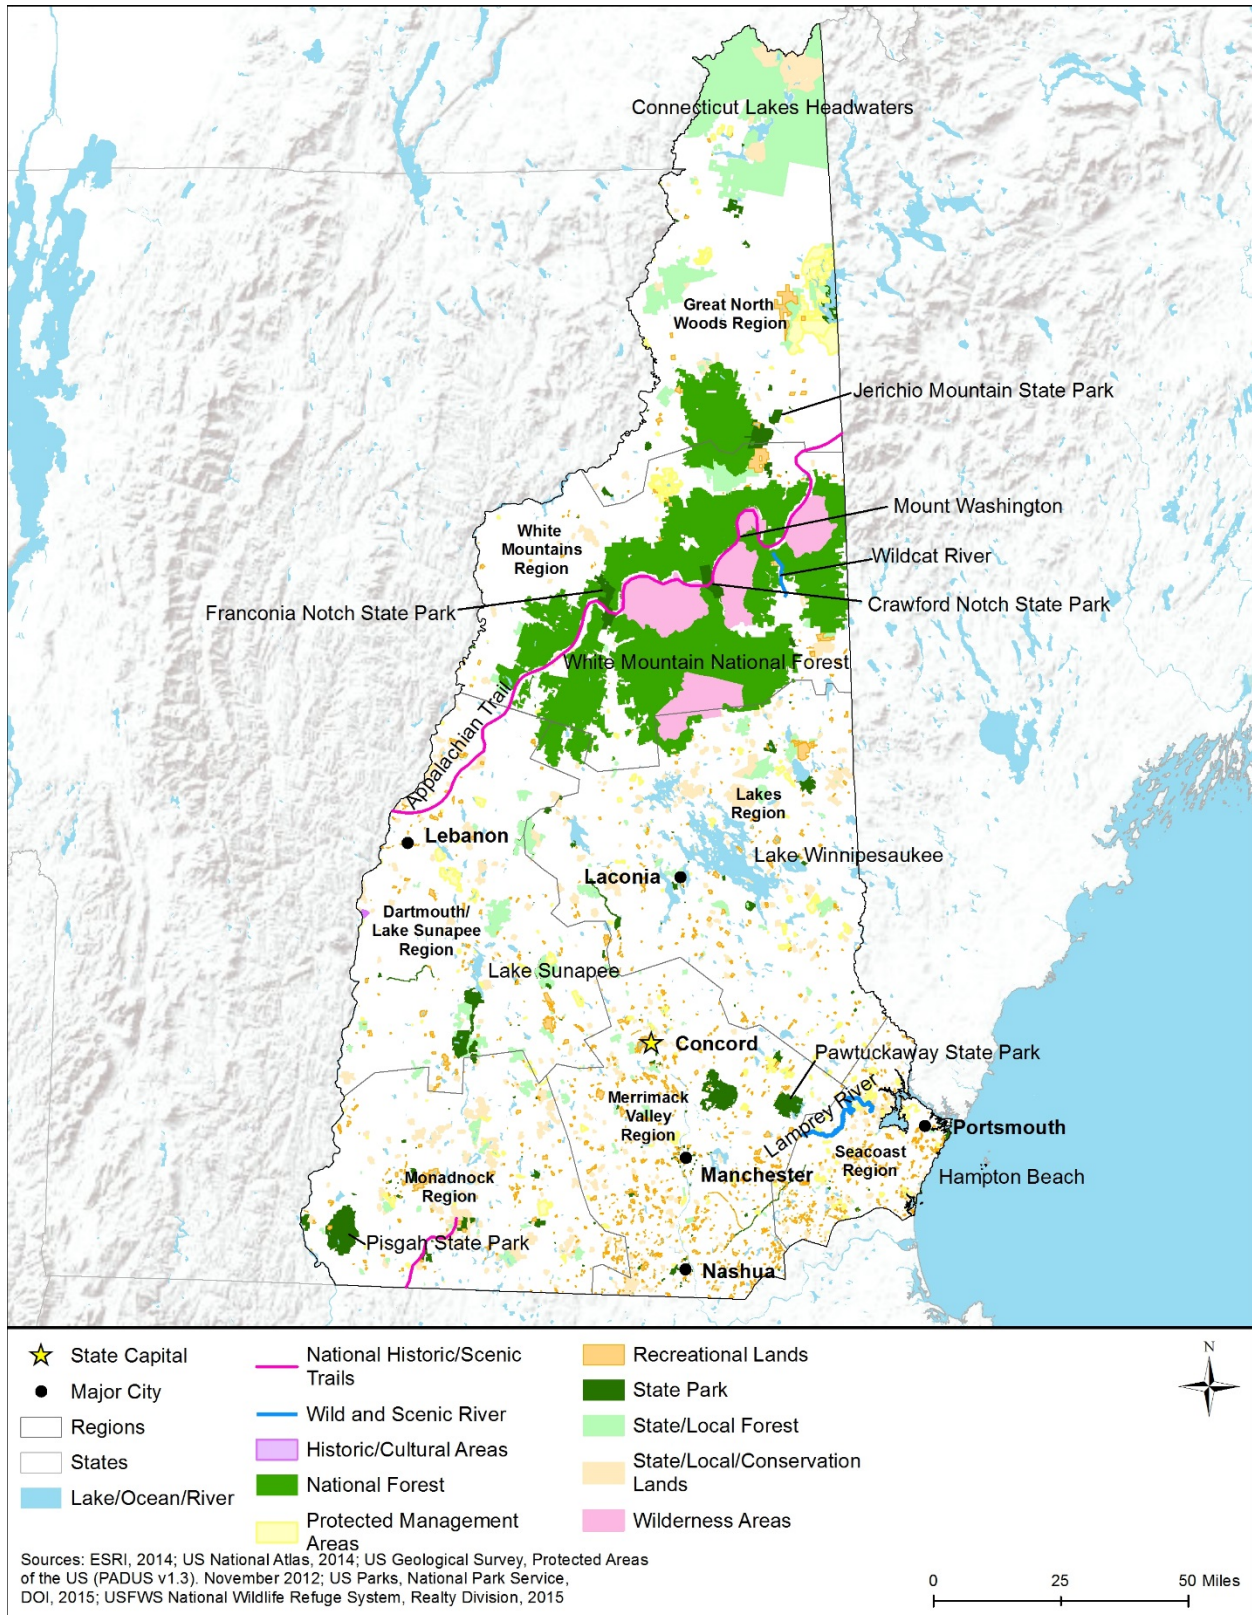 Connecticut Lakes Headwaters
Great North
Woods Region
Jerichio Mountain State Park
Mount Washington
White
Mountains
Region
Wildcat River
Crawford Notch State Park
Franconia Notch State Park
White Mountain National Forest
Appalachian Trail
Lakes
Region
Lebanon
Lake Winnipesaukee
Laconia
Dartmouth/
Lake Sunapee
Region
Lake Sunapee
Concord
Pawtuckaway State Park
Merrimack
Valley
Region
Lamprey River
Portsmouth
Seacoast
Region
Manchester
Hampton Beach
Monadnock
Region
Pisgah State Park
Nashua
State Capital
Major City
Regions
States
Lake/Ocean/River
National Historic/Scenic
Trails
Wild and Scenic River
Historic/Cultural Areas
National Forest
Protected Management
Areas
Recreational Lands
State Park
State/Local Forest
State/Local/Conservation
Lands
Wilderness Areas
N
Sources: ESRI, 2014; US National Atlas, 2014; US Geological Survey, Protected Areas
of the US (PADUS v1.3). November 2012; US Parks, National Park Service,
DOI, 2015; USFWS National Wildlife Refuge System, Realty Division, 2015
0 25 50 Miles